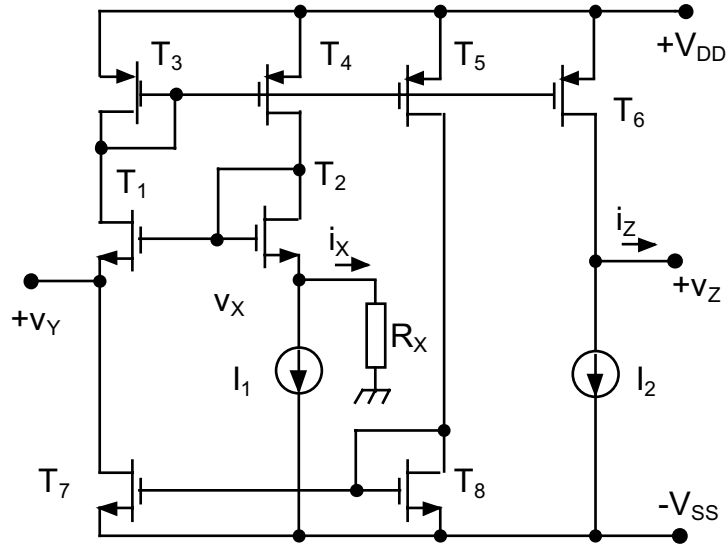 T3
T4
T5
+VDD
T6
T1
T2
iX
iZ
+vY
vX
RX
+vZ
I1
I2
T7
T8
-VSS